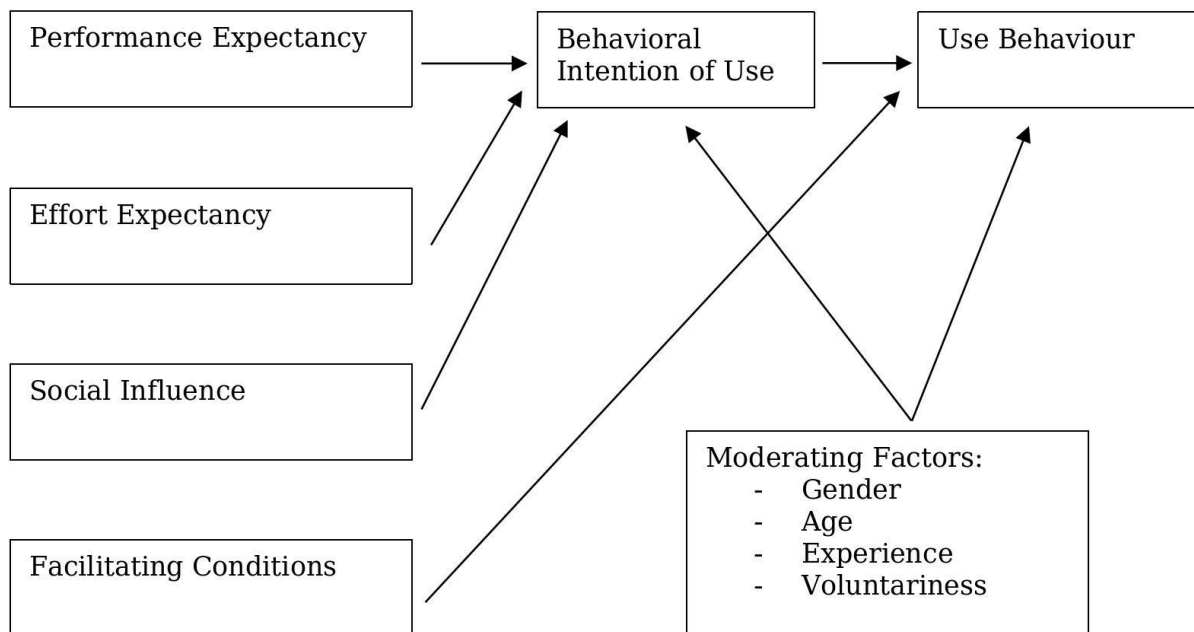 Performance Expectancy
Behavioral
Intention of Use
Use Behaviour
Effort Expectancy
Social Influence
Facilitating Conditions
Moderating Factors:
- Gender
- Age
- Experience
- Voluntariness